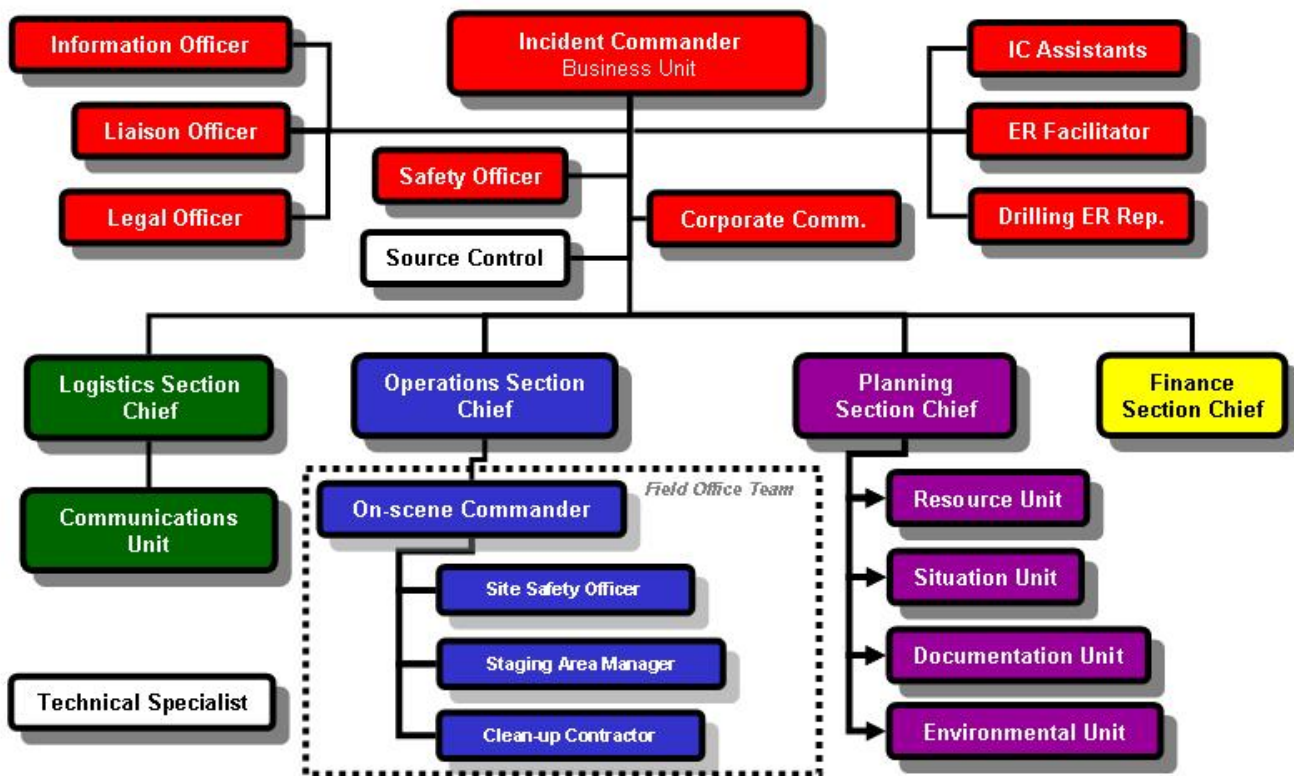 Information Officer
Incident Commander
Business Unit
IC Assistants
Liaison Officer
ER Facilitator
Safety Officer
Legal Officer
Corporate Comm.
Drilling ER Rep.
Source Control
Logistics Section
Chief
Operations Section
Chief
Planning
Section Chief
Finance
Section Chief
Communications
Unit
Field Office Team
On-scene Commander
Site Safety Officer
Staging Area Manager
Clean-up Contractor
Resource Unit
Situation Unit
Documentation Unit
Environmental Unit
Technical Specialist